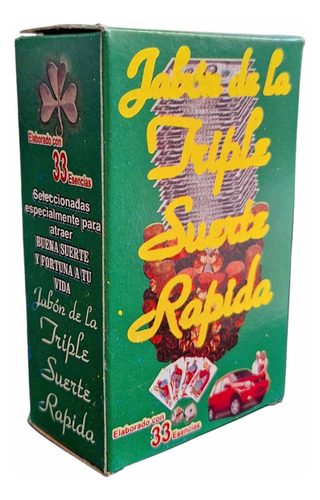 Elaborado con
33 Esencias
Seleccionadas
especialmente para
atraer
BUENA SUERTE
Y FORTUNA A TU
VIDA
Jabón de la
Triple
Suerte
Rapida
Jabón de la
Triple
Suerte
Rapida
Elaborado con
33 Esencias